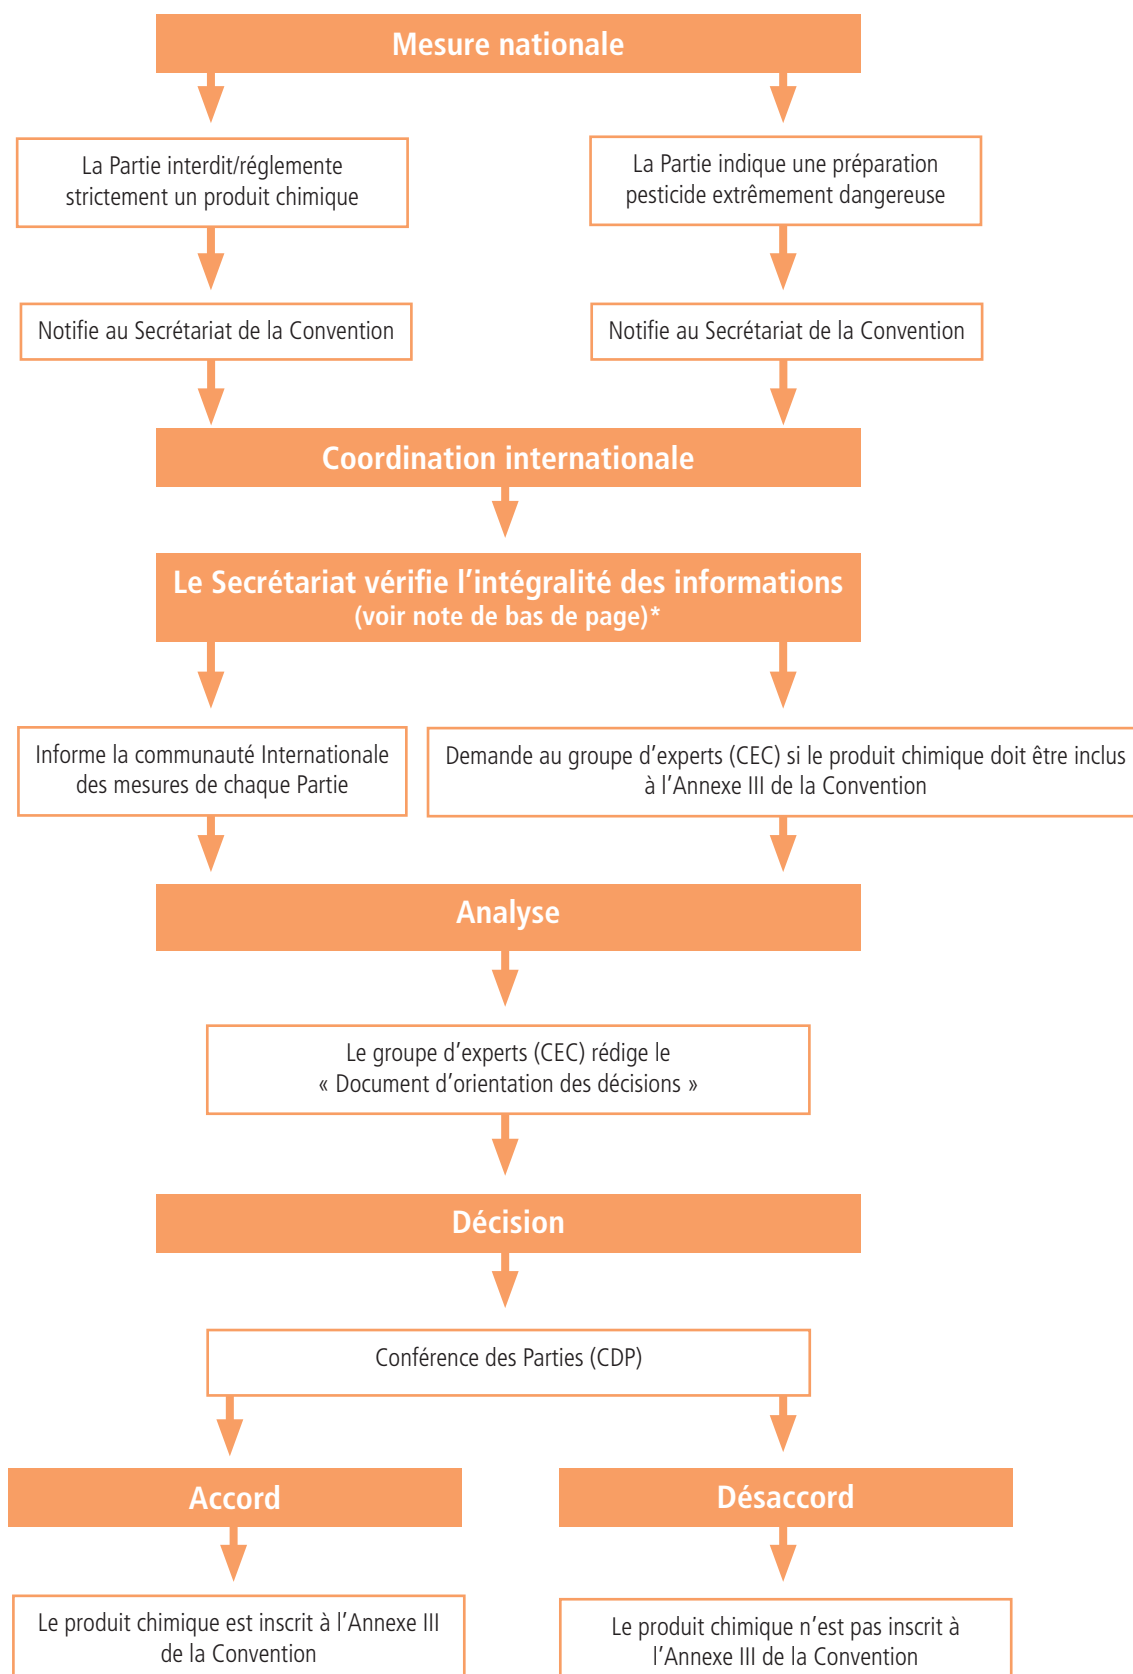 Mesure nationale
La Partie interdit/réglemente
strictement un produit chimique
La Partie indique une préparation
pesticide extrêmement dangereuse
Notifie au Secrétariat de la Convention
Notifie au Secrétariat de la Convention
Coordination internationale
Le Secrétariat vérifie l’intégralité des informations
(voir note de bas de page)*
Informe la communauté Internationale
des mesures de chaque Partie
Demande au groupe d’experts (CEC) si le produit chimique doit être inclus
à l’Annexe III de la Convention
Analyse
Le groupe d’experts (CEC) rédige le
« Document d’orientation des décisions »
Décision
Conférence des Parties (CDP)
Accord
Désaccord
Le produit chimique est inscrit à l’Annexe III
de la Convention
Le produit chimique n’est pas inscrit à
l’Annexe III de la Convention